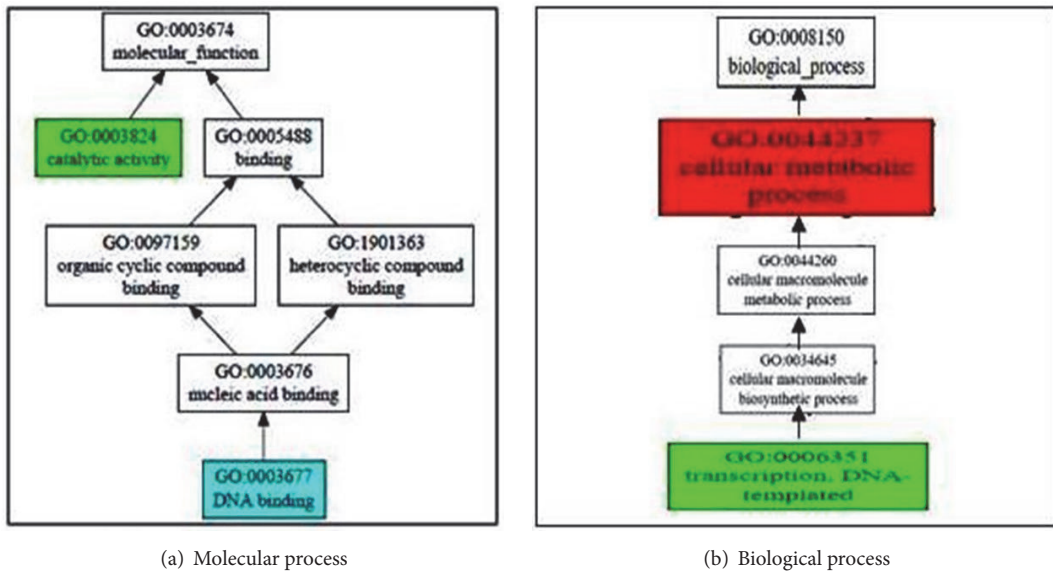 GO:0003674
molecular_function
GO:0003824
catalytic activity
GO:0005488
binding
GO:0097159
organic cyclic compound
binding
GO:1901363
heterocyclic compound
binding
GO:0003676
nucleic acid binding
GO:0003677
DNA binding
(a) Molecular process
GO:0008150
biological_process
GO:0044237
cellular metabolic
process
GO:0044260
cellular macromolecule
metabolic process
GO:0034645
cellular macromolecule
biosynthetic process
GO:0006351
transcription, DNA-
templated
(b) Biological process